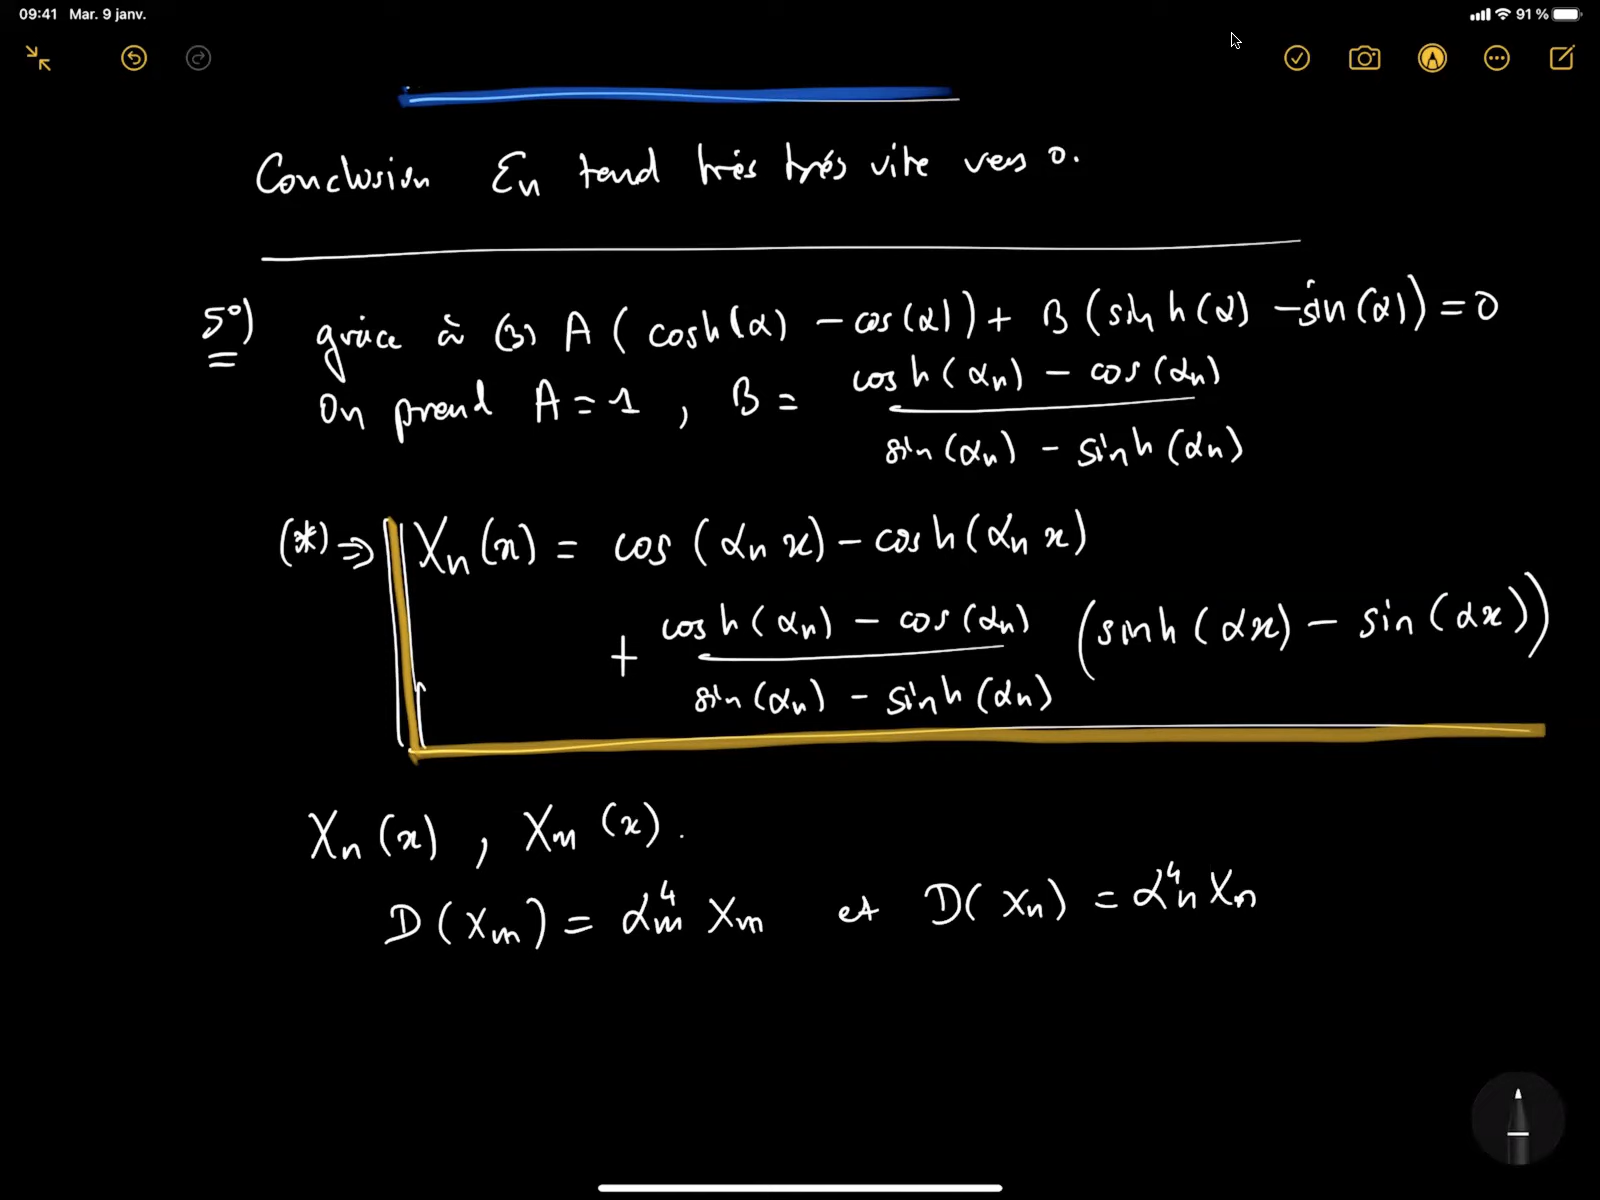 09:41 Mar. 9 janv. 91 %
Conclusion En tend très très vite vers 0.
5°) grâce à (3) A ( cosh(α) - cos(α) ) + B ( sinh(α) - sin(α) ) = 0
On prend A = 1 , B = cosh(αn) - cos(αn)
sin(αn) - sinh(αn)
(*) ⇒ Xn(x) = cos(αn x) - cosh(αn x)
+ cosh(αn) - cos(αn) ( sinh(αx) - sin(αx) )
sin(αn) - sinh(αn)
Xn(x) , Xm(x) .
D(Xm) = α⁴m Xm et D(Xn) = α⁴n Xn